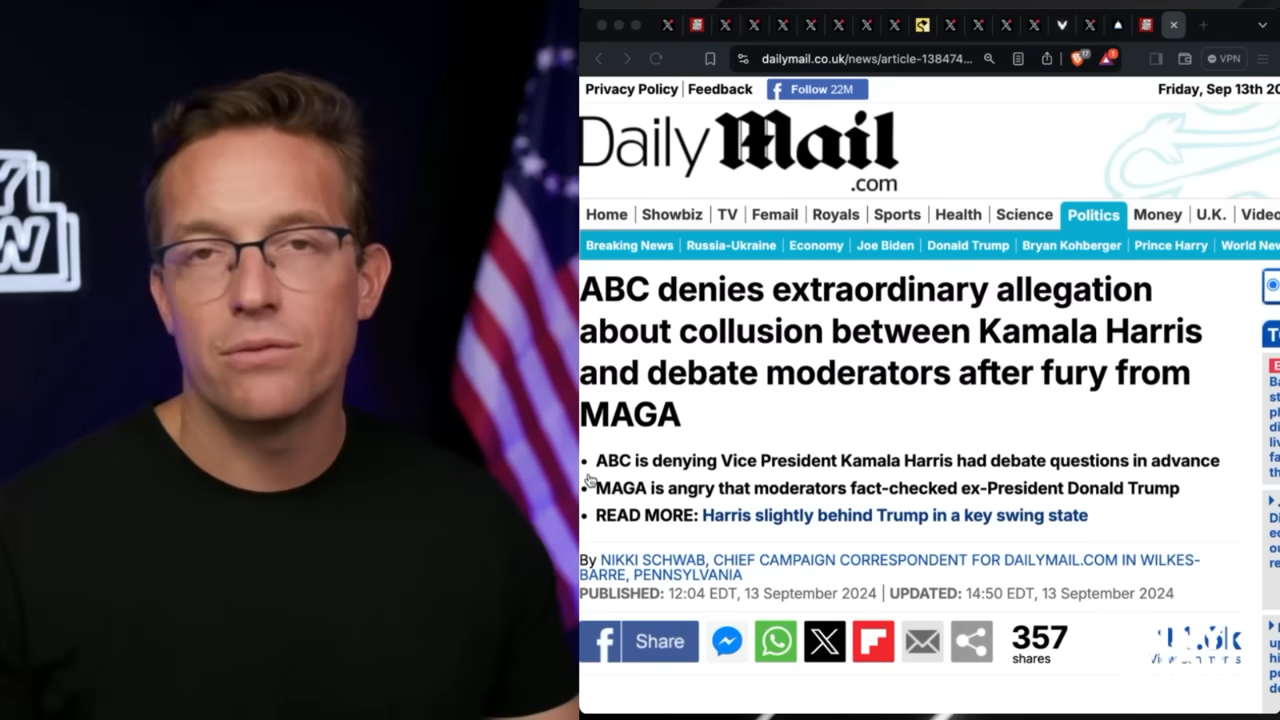 dailymail.co.uk/news/article-138474...
VPN
Privacy Policy | Feedback
Follow 22M
Friday, Sep 13th 20
Daily Mail
.com
Home | Showbiz | TV | Femail | Royals | Sports | Health | Science | Politics | Money | U.K. | Video
Breaking News | Russia-Ukraine | Economy | Joe Biden | Donald Trump | Bryan Kohberger | Prince Harry | World New
ABC denies extraordinary allegation
about collusion between Kamala Harris
and debate moderators after fury from
MAGA
• ABC is denying Vice President Kamala Harris had debate questions in advance
• MAGA is angry that moderators fact-checked ex-President Donald Trump
• READ MORE: Harris slightly behind Trump in a key swing state
By NIKKI SCHWAB, CHIEF CAMPAIGN CORRESPONDENT FOR DAILYMAIL.COM IN WILKES-
BARRE, PENNSYLVANIA
PUBLISHED: 12:04 EDT, 13 September 2024 | UPDATED: 14:50 EDT, 13 September 2024
Share
357
shares